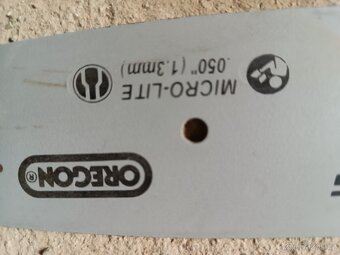 OREGON®
MICRO-LITE
.050" (1.3mm)